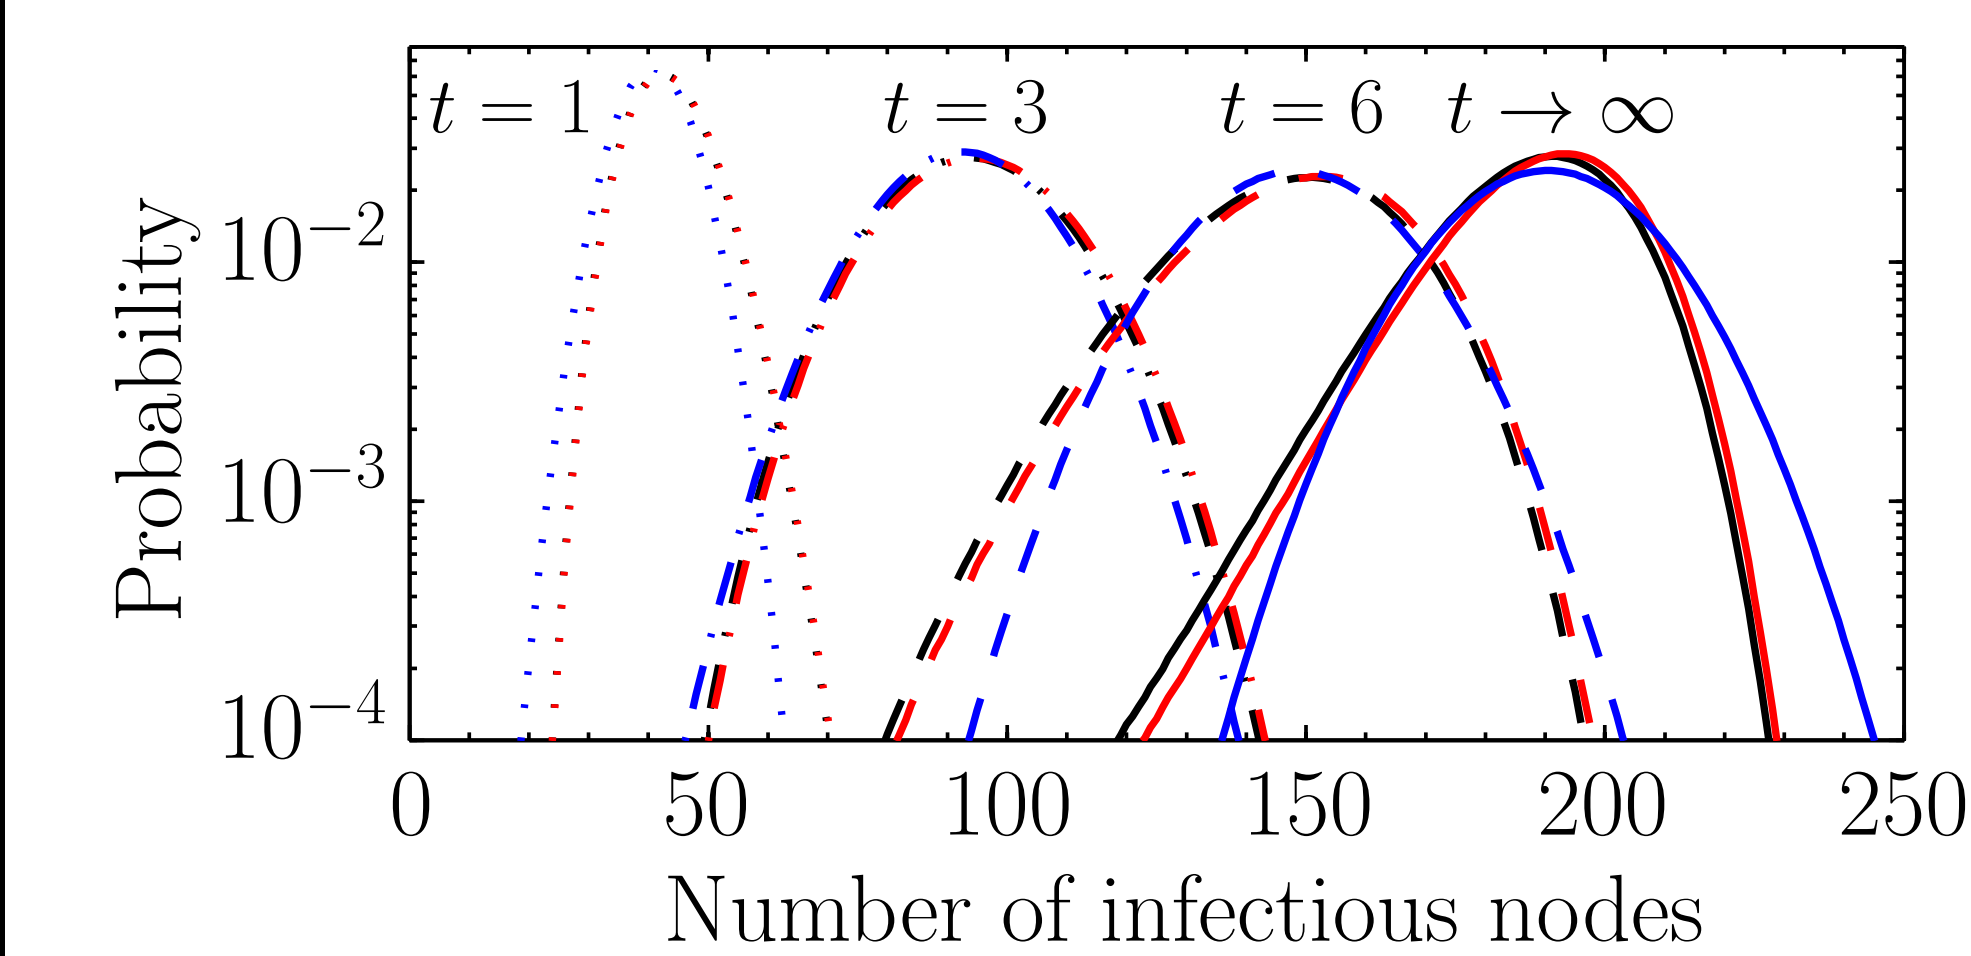 t = 1 t = 3 t = 6 t → ∞
Probability
10−2
10−3
10−4
0 50 100 150 200 250
Number of infectious nodes